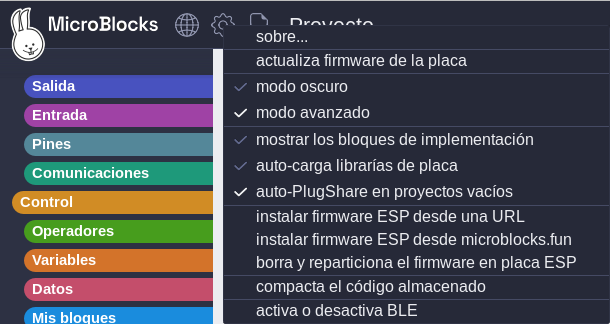 MicroBlocks
Proyecto
sobre...
actualiza firmware de la placa
modo oscuro
modo avanzado
mostrar los bloques de implementación
auto-carga librarías de placa
auto-PlugShare en proyectos vacíos
instalar firmware ESP desde una URL
instalar firmware ESP desde microblocks.fun
borra y reparticiona el firmware en placa ESP
compacta el código almacenado
activa o desactiva BLE
Salida
Entrada
Pines
Comunicaciones
Control
Operadores
Variables
Datos
Mis bloques